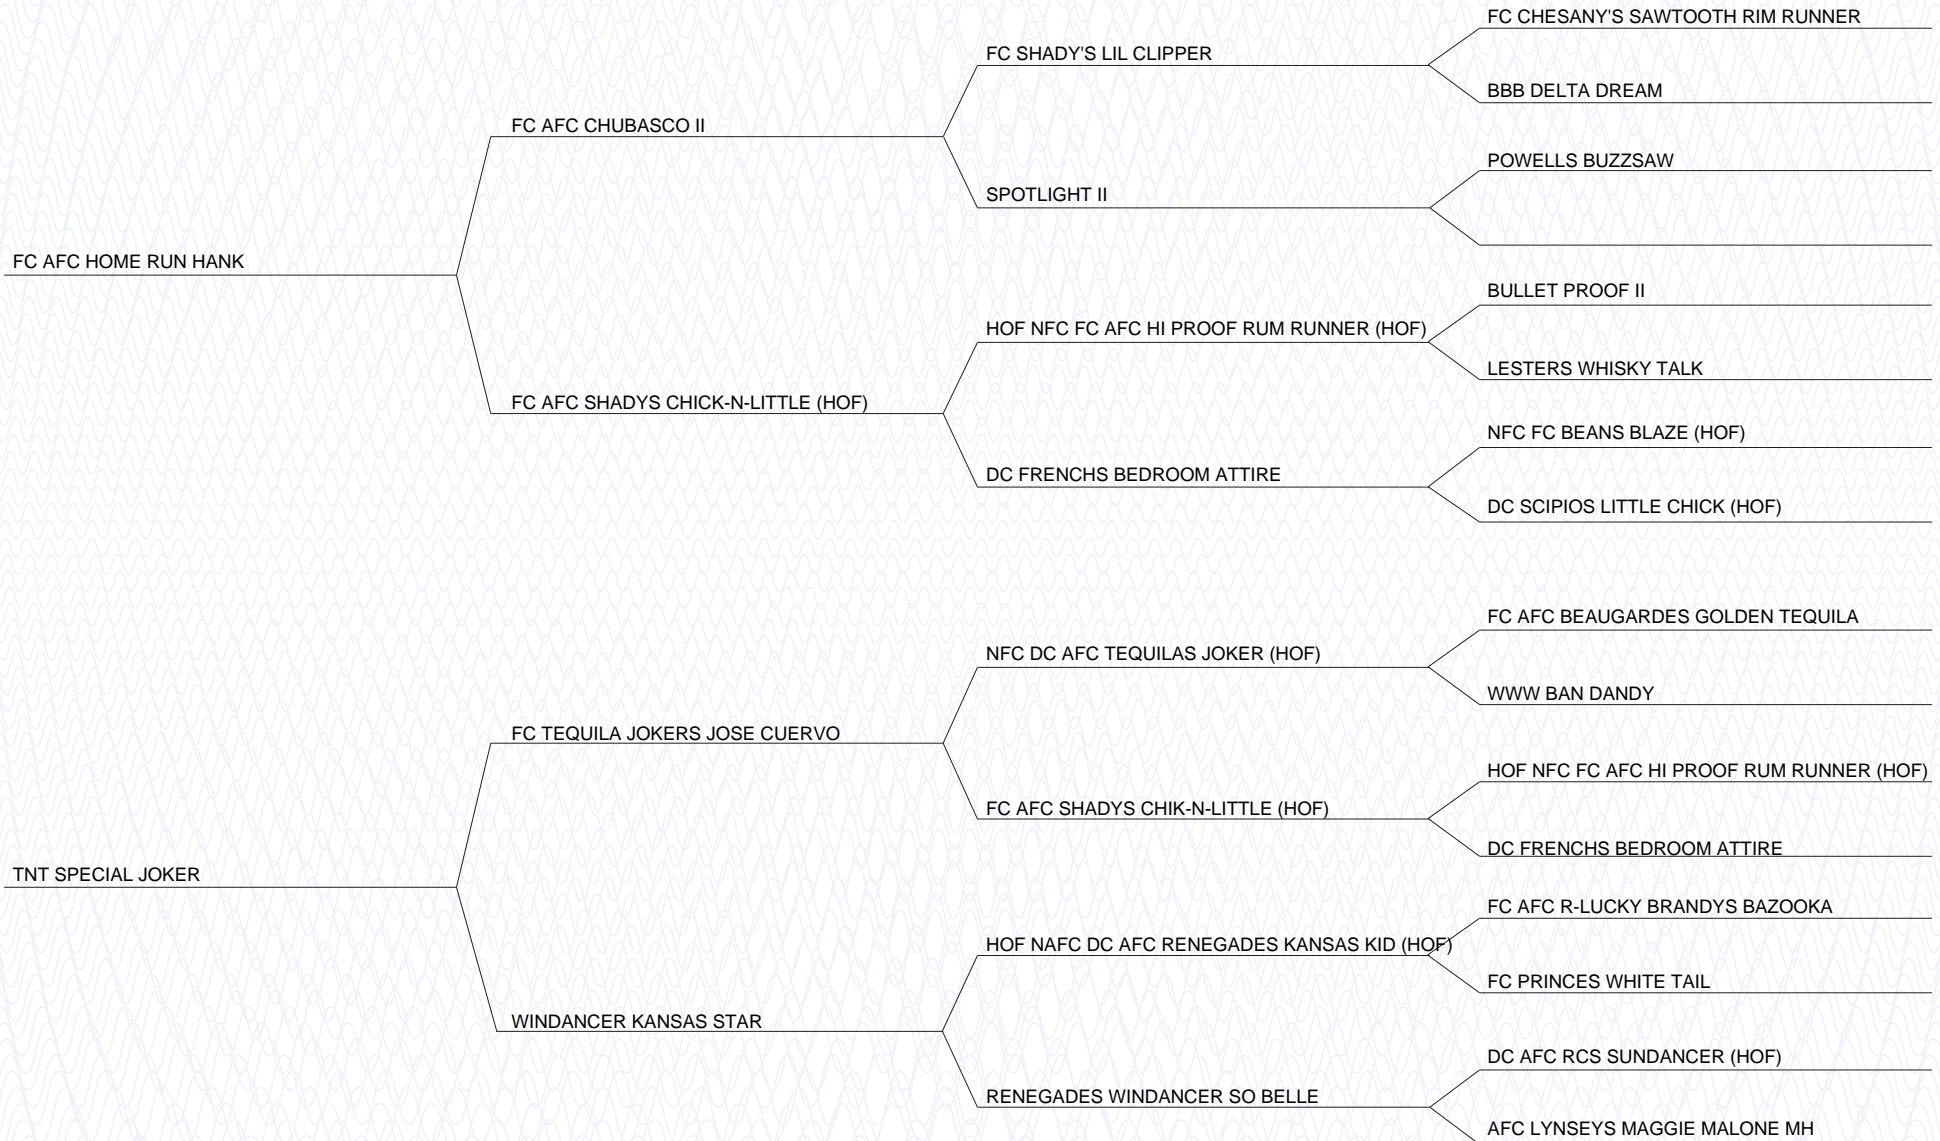 FC CHESANY'S SAWTOOTH RIM RUNNER
FC SHADY'S LIL CLIPPER
BBB DELTA DREAM
FC AFC CHUBASCO II
POWELLS BUZZSAW
SPOTLIGHT II
FC AFC HOME RUN HANK
BULLET PROOF II
HOF NFC FC AFC HI PROOF RUM RUNNER (HOF)
LESTERS WHISKY TALK
FC AFC SHADYS CHICK-N-LITTLE (HOF)
NFC FC BEANS BLAZE (HOF)
DC FRENCHS BEDROOM ATTIRE
DC SCIPIOS LITTLE CHICK (HOF)
FC AFC BEAUGARDES GOLDEN TEQUILA
NFC DC AFC TEQUILAS JOKER (HOF)
WWW BAN DANDY
FC TEQUILA JOKERS JOSE CUERVO
HOF NFC FC AFC HI PROOF RUM RUNNER (HOF)
FC AFC SHADYS CHIK-N-LITTLE (HOF)
DC FRENCHS BEDROOM ATTIRE
TNT SPECIAL JOKER
FC AFC R-LUCKY BRANDYS BAZOOKA
HOF NAFC DC AFC RENEGADES KANSAS KID (HOF)
FC PRINCES WHITE TAIL
WINDANCER KANSAS STAR
DC AFC RCS SUNDANCER (HOF)
RENEGADES WINDANCER SO BELLE
AFC LYNSEYS MAGGIE MALONE MH